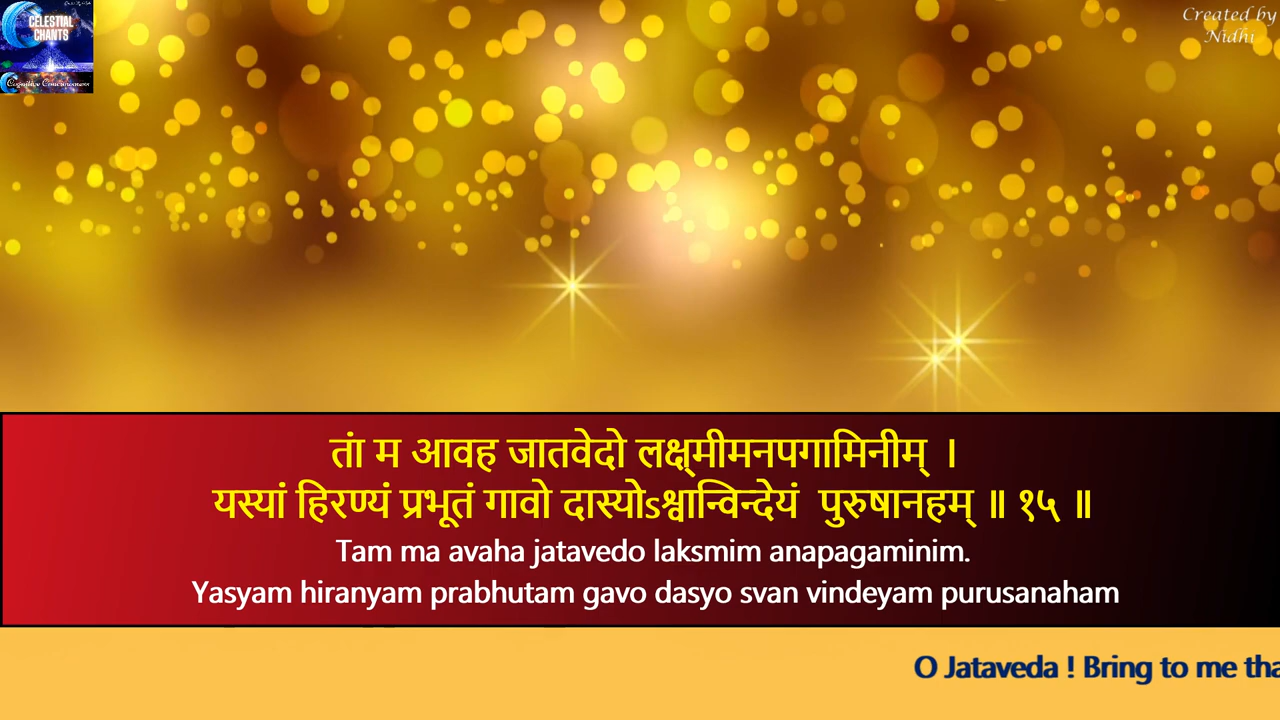 CELESTIAL
CHANTS
Created by
Nidhi
तां म आवह जातवेदो लक्ष्मीमनपगामिनीम् ।
यस्यां हिरण्यं प्रभूतं गावो दास्योऽश्वान्विन्देयं पुरुषानहम् ॥ १५ ॥
Tam ma avaha jatavedo laksmim anapagaminim.
Yasyam hiranyam prabhutam gavo dasyo svan vindeyam purusanaham
O Jataveda ! Bring to me tha